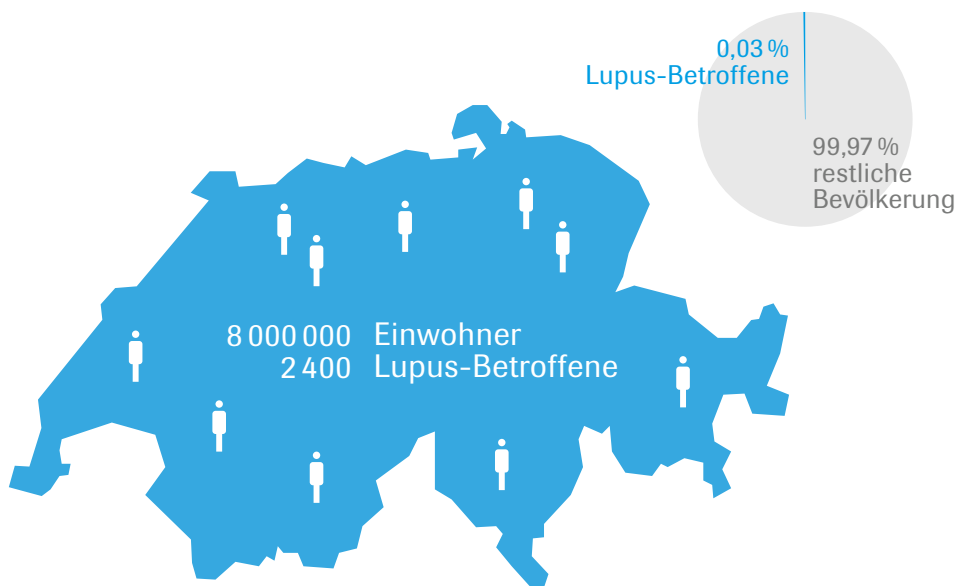 0,03 %
Lupus-Betroffene
99,97 %
restliche
Bevölkerung
8 000 000 Einwohner
2 400 Lupus-Betroffene